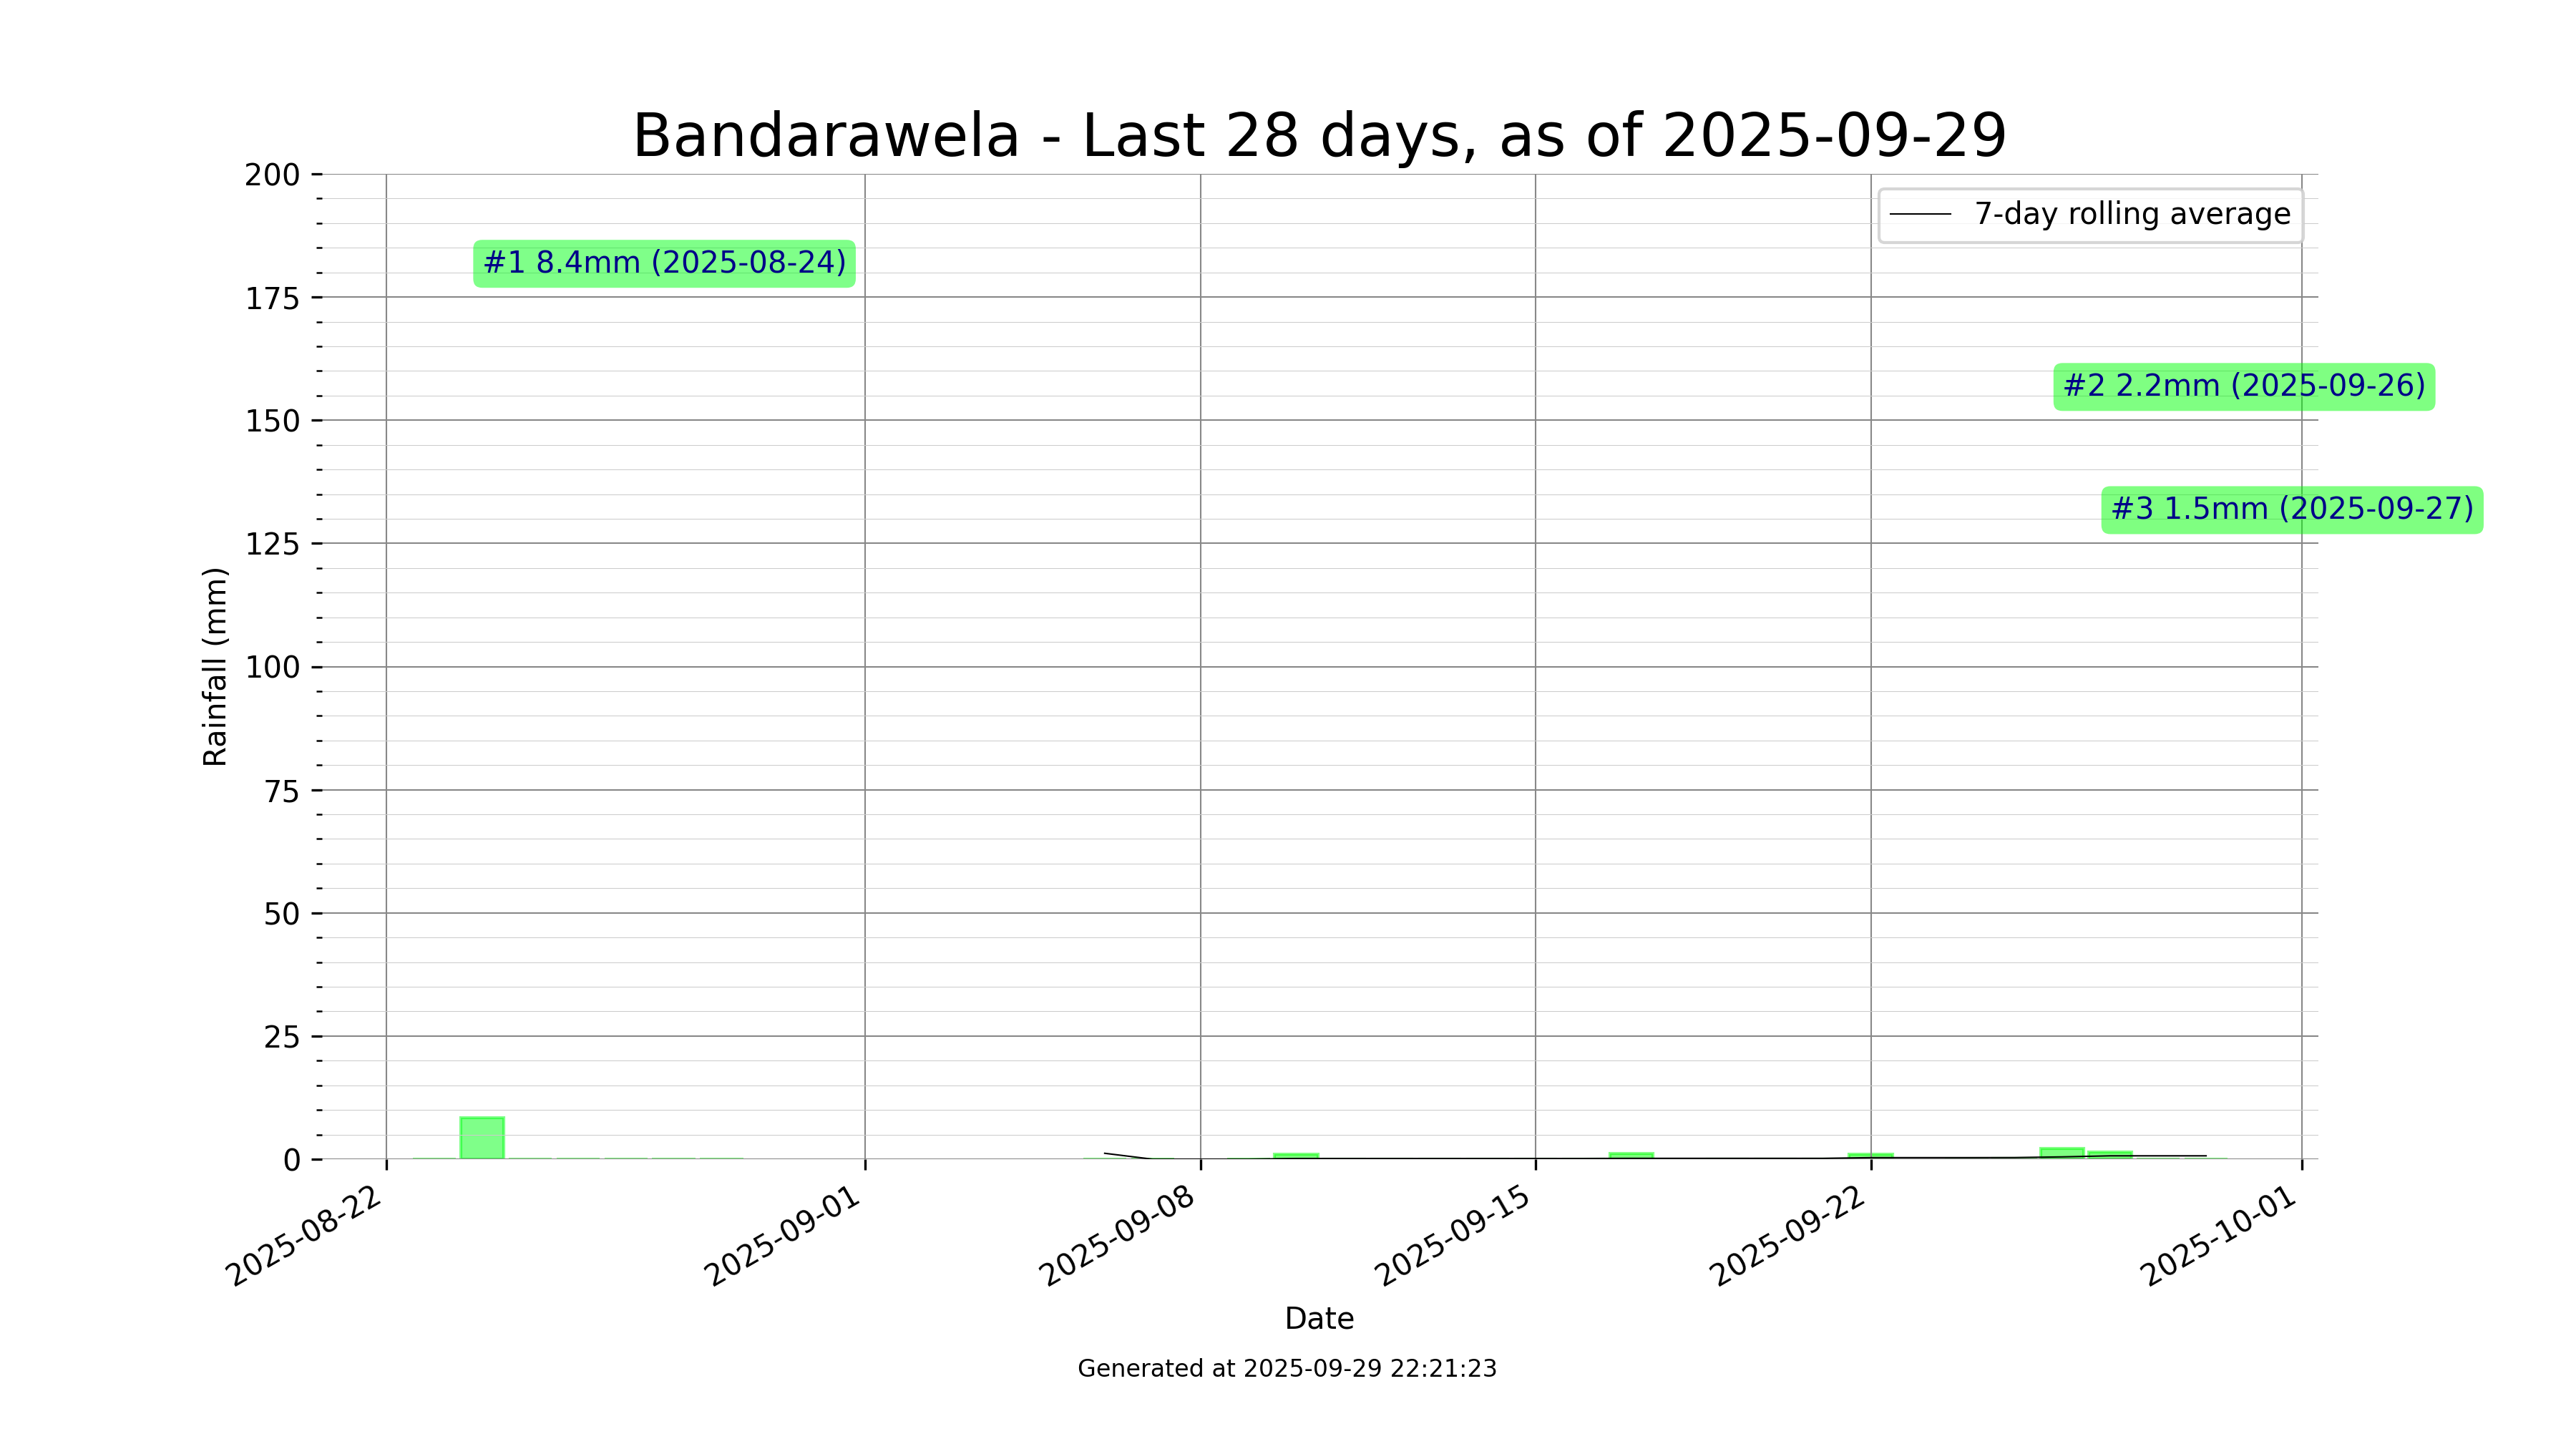 Bandarawela - Last 28 days, as of 2025-09-29
7-day rolling average
#1 8.4mm (2025-08-24)
#2 2.2mm (2025-09-26)
#3 1.5mm (2025-09-27)
Rainfall (mm)
200
175
150
125
100
75
50
25
0
2025-08-22
2025-09-01
2025-09-08
2025-09-15
2025-09-22
2025-10-01
Date
Generated at 2025-09-29 22:21:23